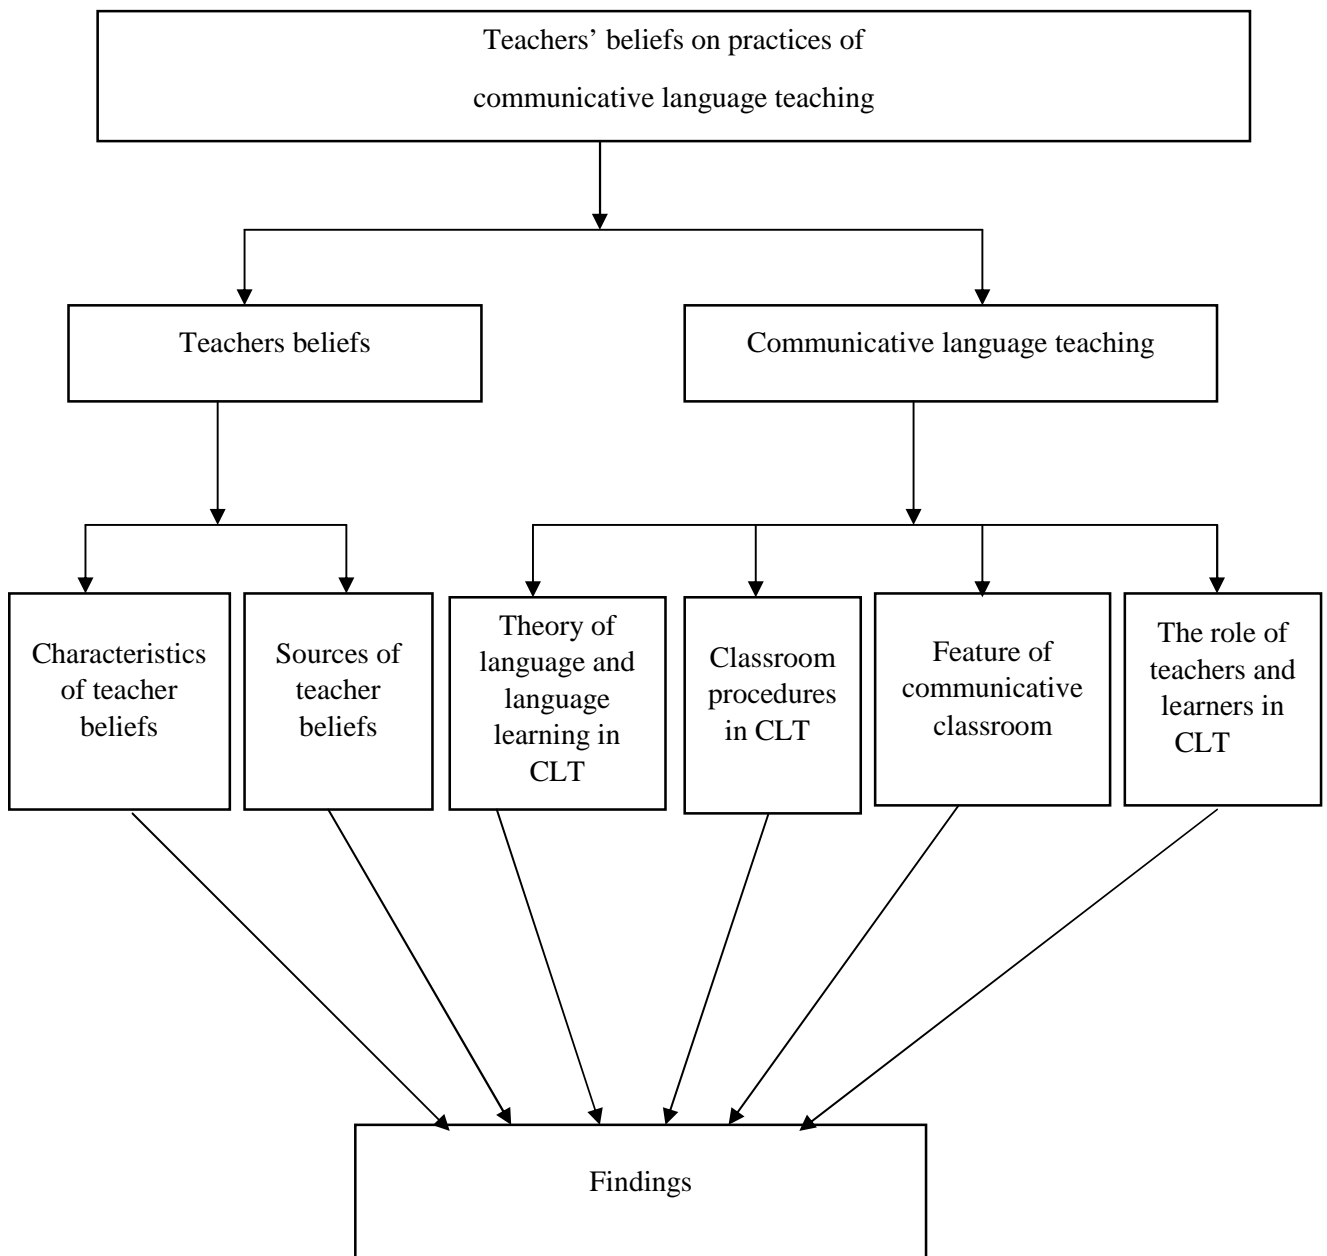 Teachers’ beliefs on practices of
communicative language teaching
Teachers beliefs
Communicative language teaching
Characteristics
of teacher
beliefs
Sources of
teacher
beliefs
Theory of
language and
language
learning in
CLT
Classroom
procedures
in CLT
Feature of
communicative
classroom
The role of
teachers and
learners in
CLT
Findings